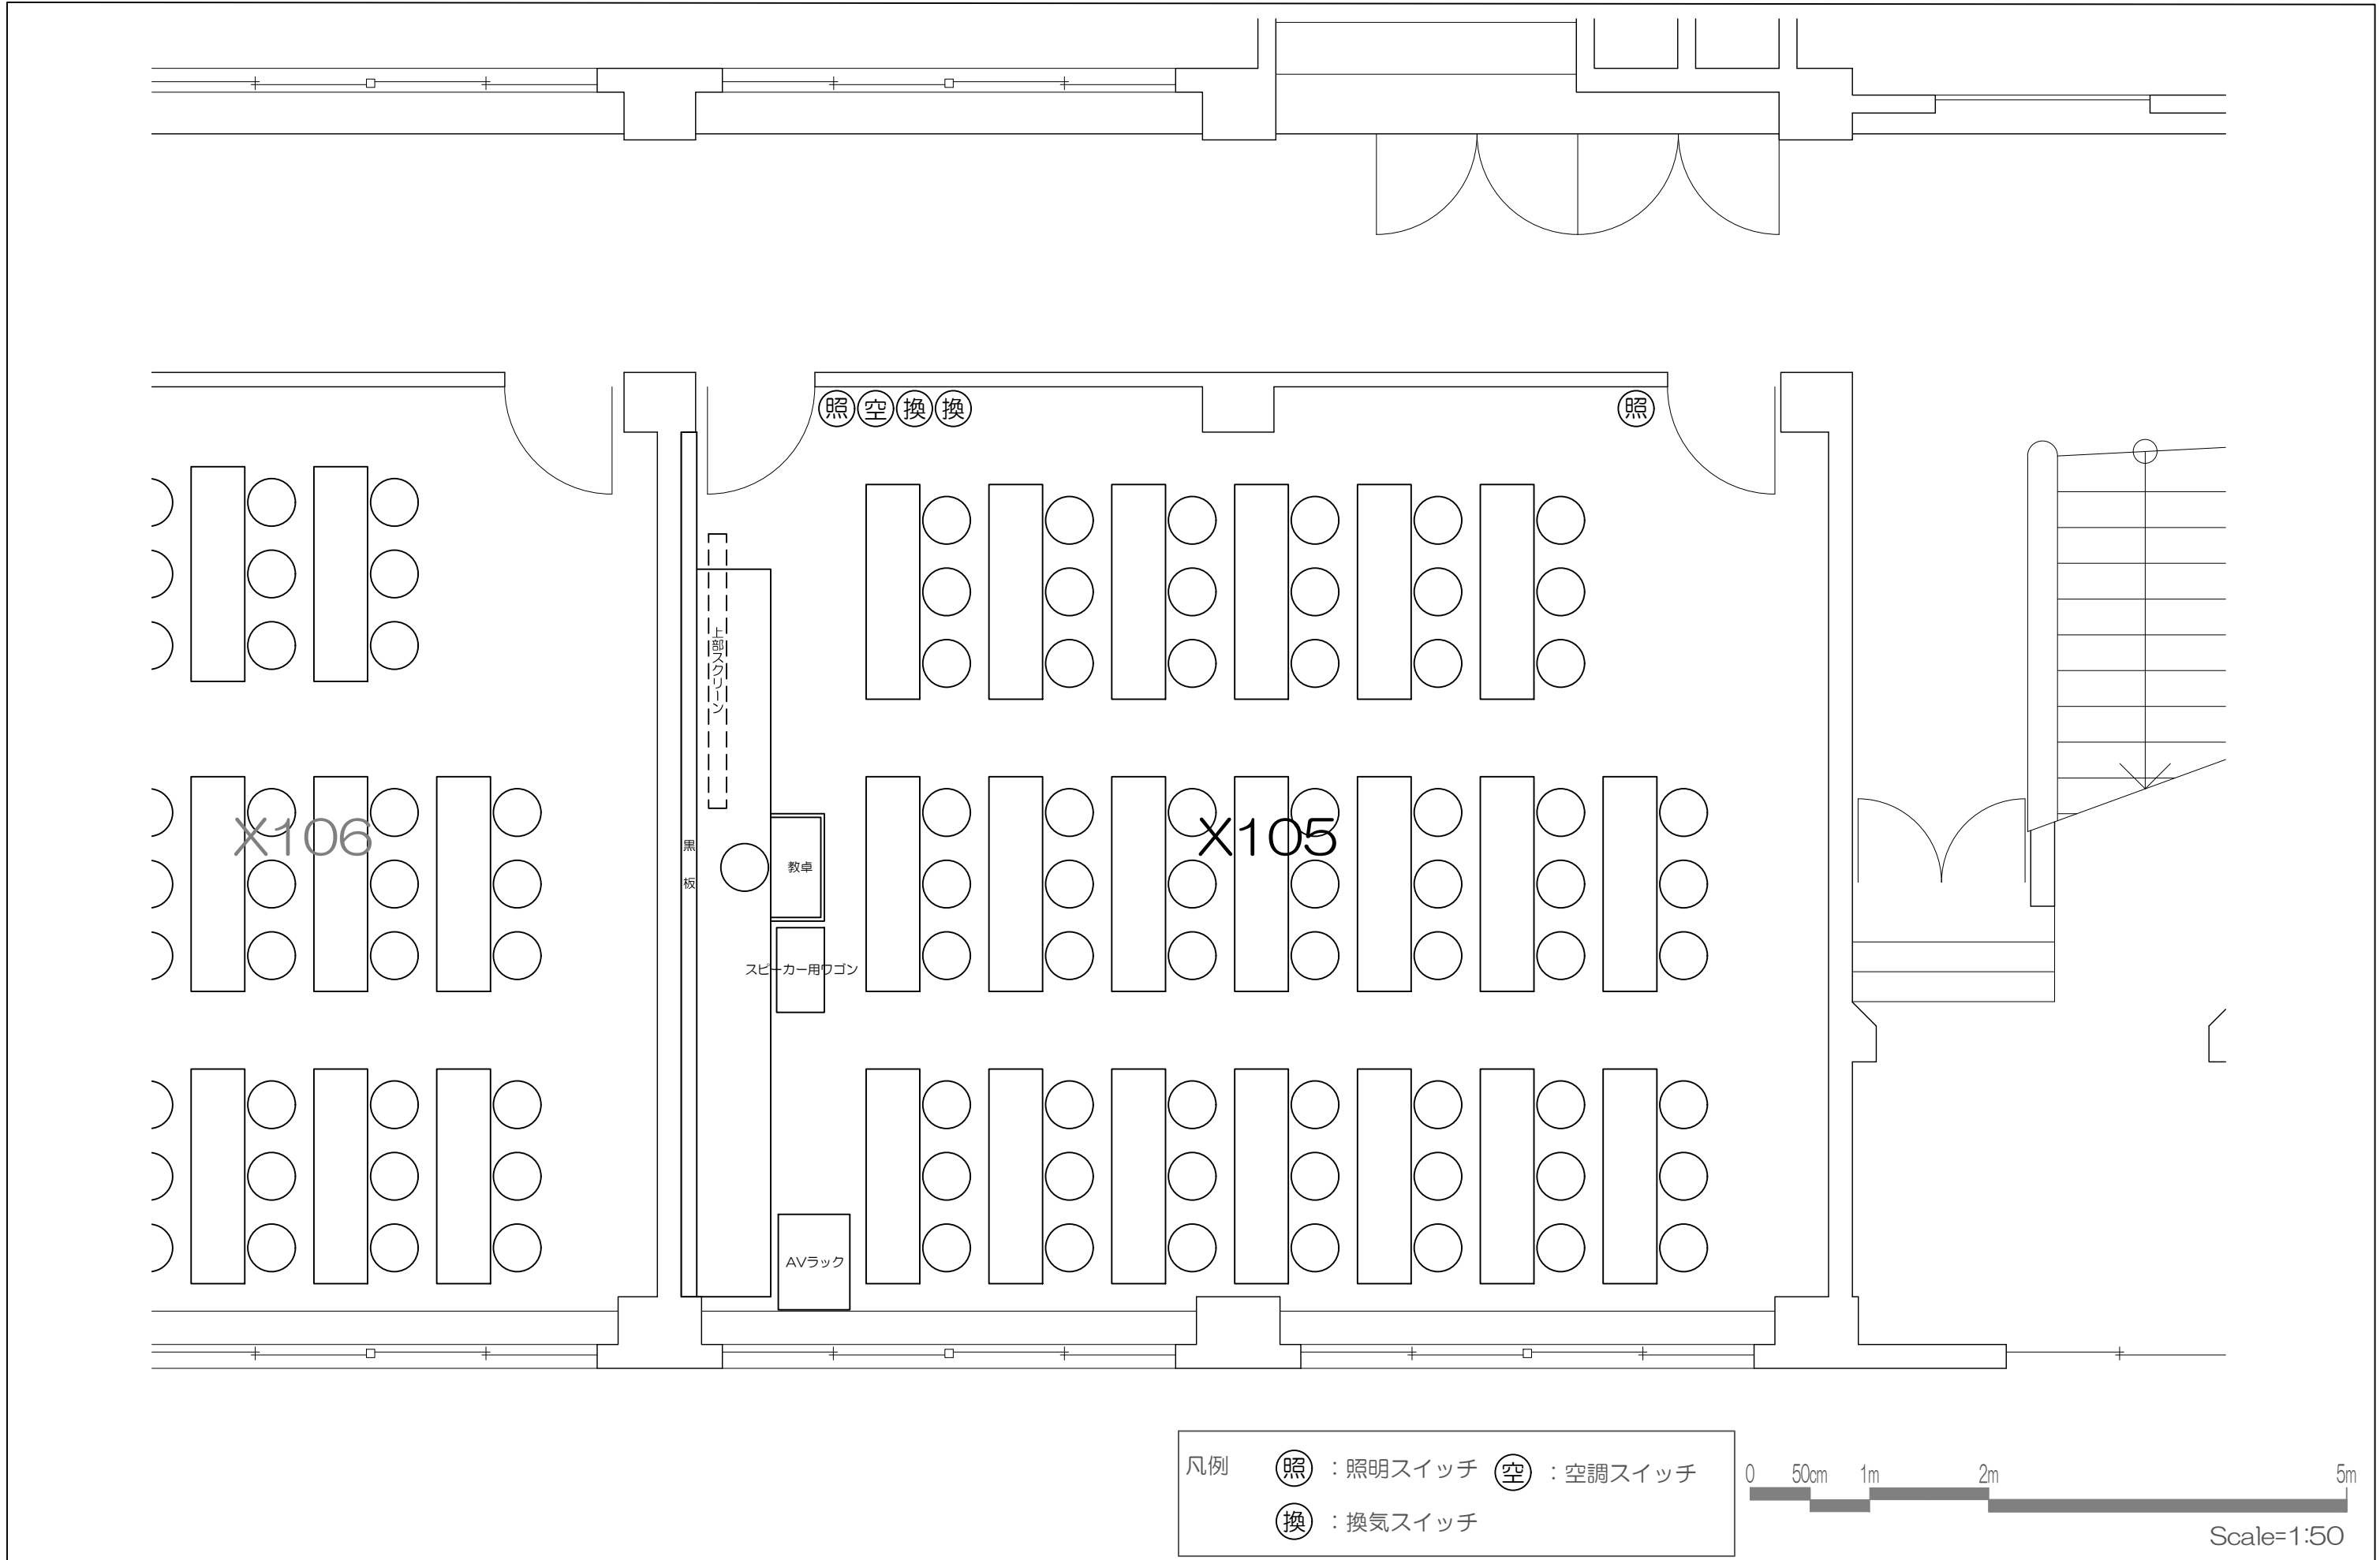 照 空 換 換 照
上部スクリーン
X106
X105
黒板
教卓
スピーカー用ワゴン
AVラック
凡例 照 ：照明スイッチ 空 ：空調スイッチ
換 ：換気スイッチ
0 50cm 1m 2m 5m
Scale=1:50